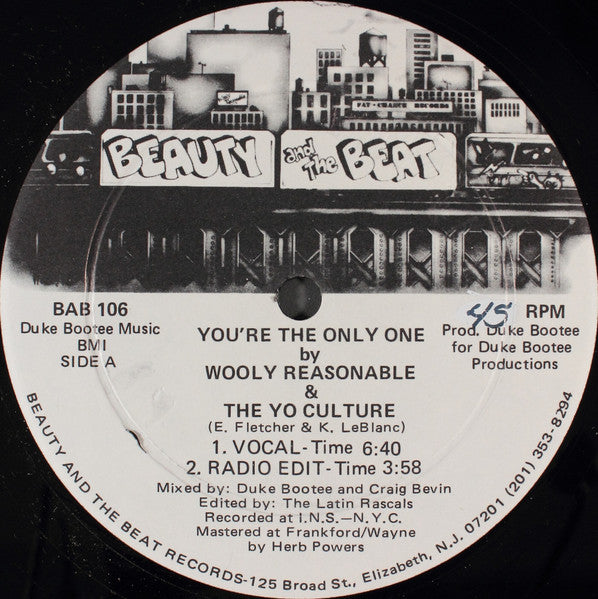 FAT-CHANCE RECORDS
BEAUTY and The BEAT
BAB 106
Duke Bootee Music
BMI
SIDE A
45 RPM
Prod. Duke Bootee
for Duke Bootee
Productions
YOU'RE THE ONLY ONE
by
WOOLY REASONABLE
&
THE YO CULTURE
(E. Fletcher & K. LeBlanc)
1. VOCAL-Time 6:40
2. RADIO EDIT-Time 3:58
Mixed by: Duke Bootee and Craig Bevin
Edited by: The Latin Rascals
Recorded at I.N.S.—N.Y.C.
Mastered at Frankford/Wayne
by Herb Powers
BEAUTY AND THE BEAT RECORDS-125 Broad St., Elizabeth, N.J. 07201 (201) 353-8294